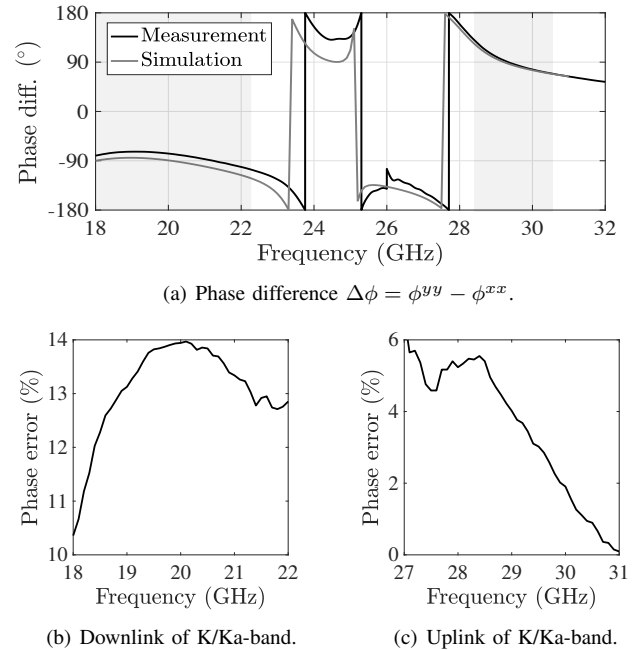 180
90
0
-90
-180
Phase diff. (°)
Measurement
Simulation
18 20 22 24 26 28 30 32
Frequency (GHz)
(a) Phase difference Δϕ = ϕ^{yy} − ϕ^{xx}.
14
13
12
11
10
Phase error (%)
18 19 20 21 22
Frequency (GHz)
(b) Downlink of K/Ka-band.
6
4
2
0
Phase error (%)
27 28 29 30 31
Frequency (GHz)
(c) Uplink of K/Ka-band.